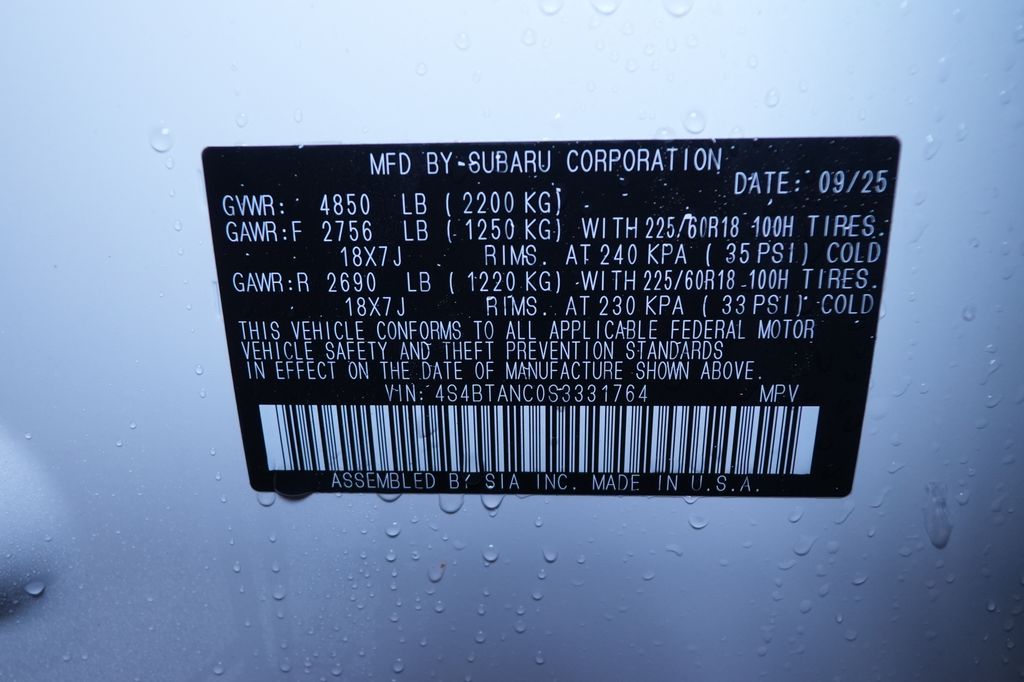 MFD BY SUBARU CORPORATION
DATE: 09/25
GVWR: 4850 LB ( 2200 KG)
GAWR:F 2756 LB ( 1250 KG) WITH 225/60R18 100H TIRES.
18X7J RIMS. AT 240 KPA ( 35 PSI) COLD
GAWR:R 2690 LB ( 1220 KG) WITH 225/60R18 100H TIRES.
18X7J RIMS. AT 230 KPA ( 33 PSI) COLD
THIS VEHICLE CONFORMS TO ALL APPLICABLE FEDERAL MOTOR
VEHICLE SAFETY AND THEFT PREVENTION STANDARDS
IN EFFECT ON THE DATE OF MANUFACTURE SHOWN ABOVE.
VIN: 4S4BTANC0S3331764 MPV
ASSEMBLED BY SIA INC. MADE IN U.S.A.